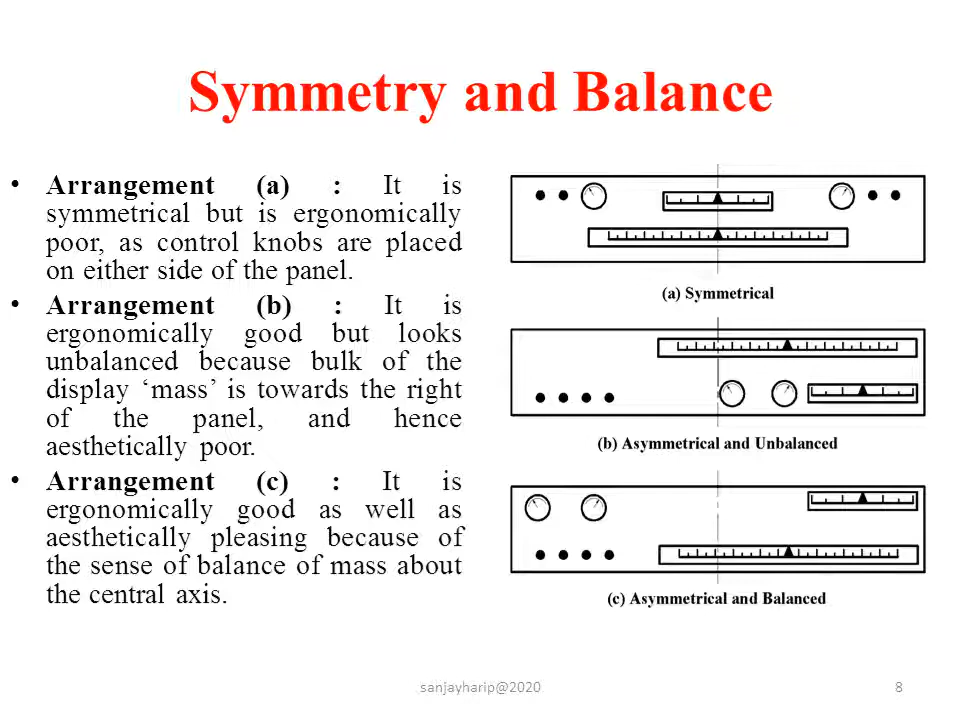 Symmetry and Balance
• Arrangement (a) : It is
symmetrical but is ergonomically
poor, as control knobs are placed
on either side of the panel.
• Arrangement (b) : It is
ergonomically good but looks
unbalanced because bulk of the
display ‘mass’ is towards the right
of the panel, and hence
aesthetically poor.
• Arrangement (c) : It is
ergonomically good as well as
aesthetically pleasing because of
the sense of balance of mass about
the central axis.
(a) Symmetrical
(b) Asymmetrical and Unbalanced
(c) Asymmetrical and Balanced
sanjayharip@2020
8